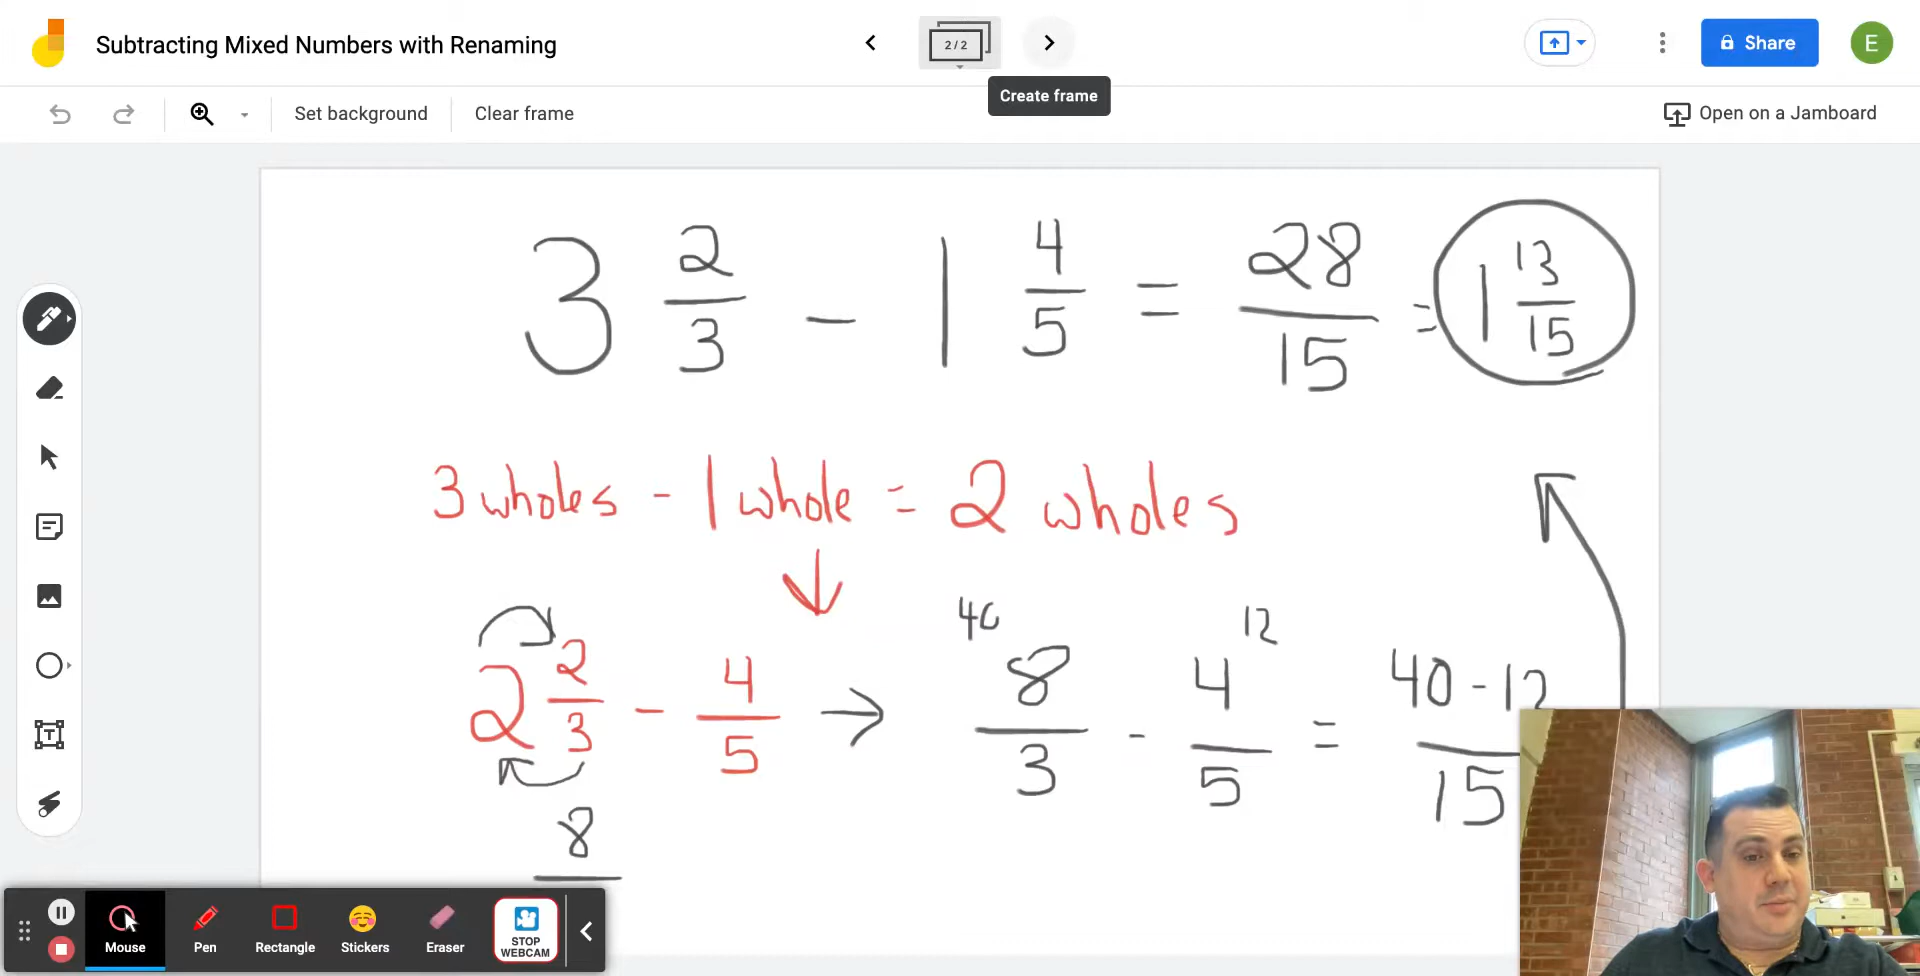 Subtracting Mixed Numbers with Renaming
2 / 2
Share
E
Create frame
Set background
Clear frame
Open on a Jamboard
3 2/3 - 1 4/5 = 28/15 = 1 13/15
3 wholes - 1 whole = 2 wholes
40 12
2 2/3 - 4/5 → 8/3 - 4/5 = 40 - 12/15
8
Mouse
Pen
Rectangle
Stickers
Eraser
STOP
WEBCAM